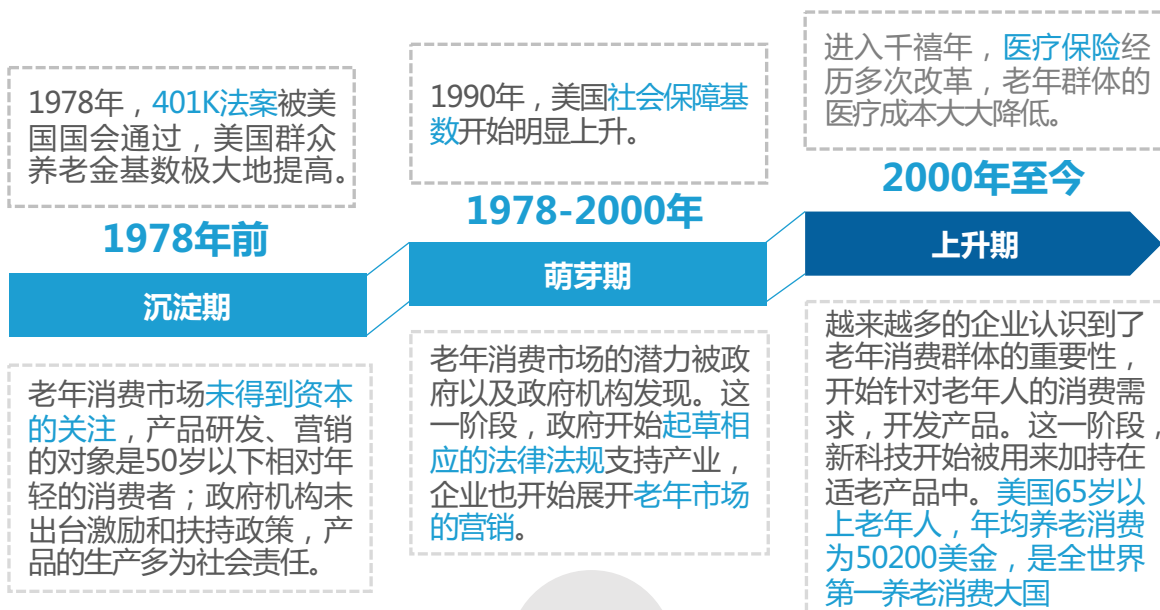 1978年，401K法案被美
国国会通过，美国群众
养老金基数极大地提高。
1978年前
沉淀期
老年消费市场未得到资本
的关注，产品研发、营销
的对象是50岁以下相对年
轻的消费者；政府机构未
出台激励和扶持政策，产
品的生产多为社会责任。
1990年，美国社会保障基
数开始明显上升。
1978-2000年
萌芽期
老年消费市场的潜力被政
府以及政府机构发现。这
一阶段，政府开始起草相
应的法律法规支持产业，
企业也开始展开老年市场
的营销。
进入千禧年，医疗保险经
历多次改革，老年群体的
医疗成本大大降低。
2000年至今
上升期
越来越多的企业认识到了
老年消费群体的重要性，
开始针对老年人的消费需
求，开发产品。这一阶段，
新科技开始被用来加持在
适老产品中。美国65岁以
上老年人，年均养老消费
为50200美金，是全世界
第一养老消费大国